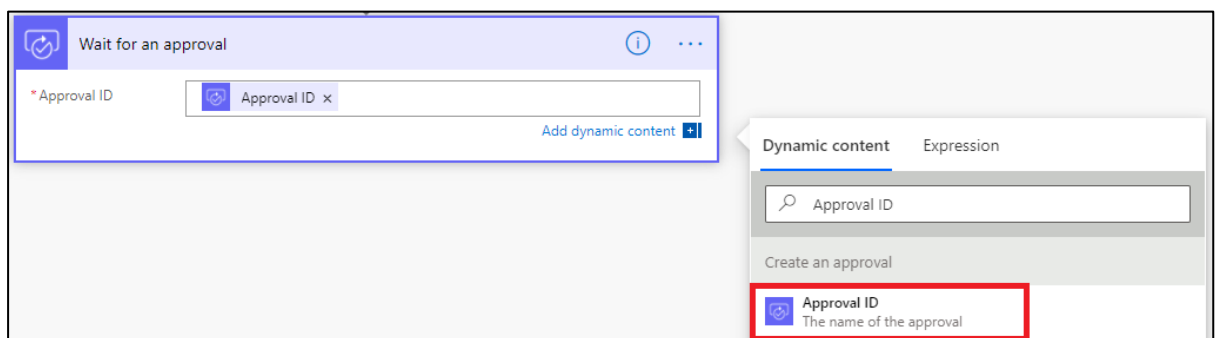 Wait for an approval
* Approval ID
Approval ID ×
Add dynamic content
Dynamic content Expression
Approval ID
Create an approval
Approval ID
The name of the approval